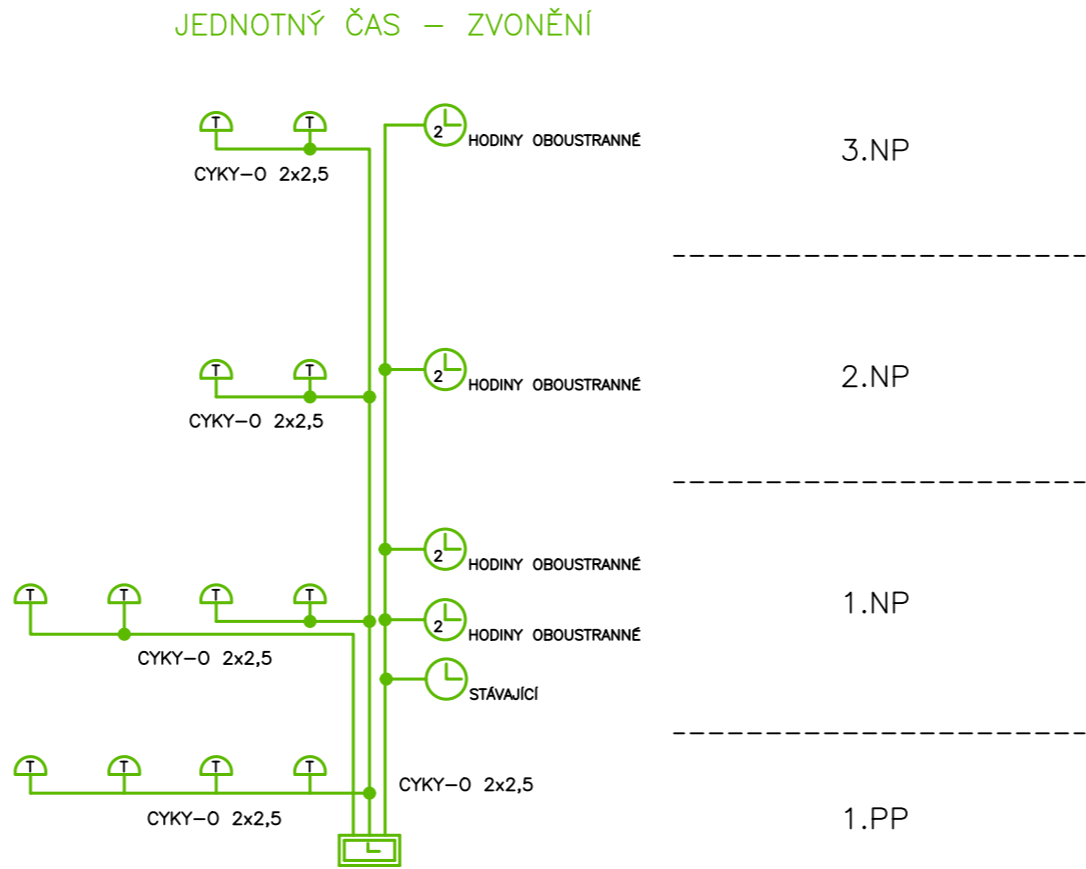 JEDNOTNÝ ČAS – ZVONĚNÍ
T T 2 HODINY OBOUSTRANNÉ
3.NP
CYKY–O 2x2,5
T T 2 HODINY OBOUSTRANNÉ
2.NP
CYKY–O 2x2,5
2 HODINY OBOUSTRANNÉ
T T T T 2 HODINY OBOUSTRANNÉ
1.NP
CYKY–O 2x2,5
STÁVAJÍCÍ
T T T T
CYKY–O 2x2,5
CYKY–O 2x2,5
1.PP